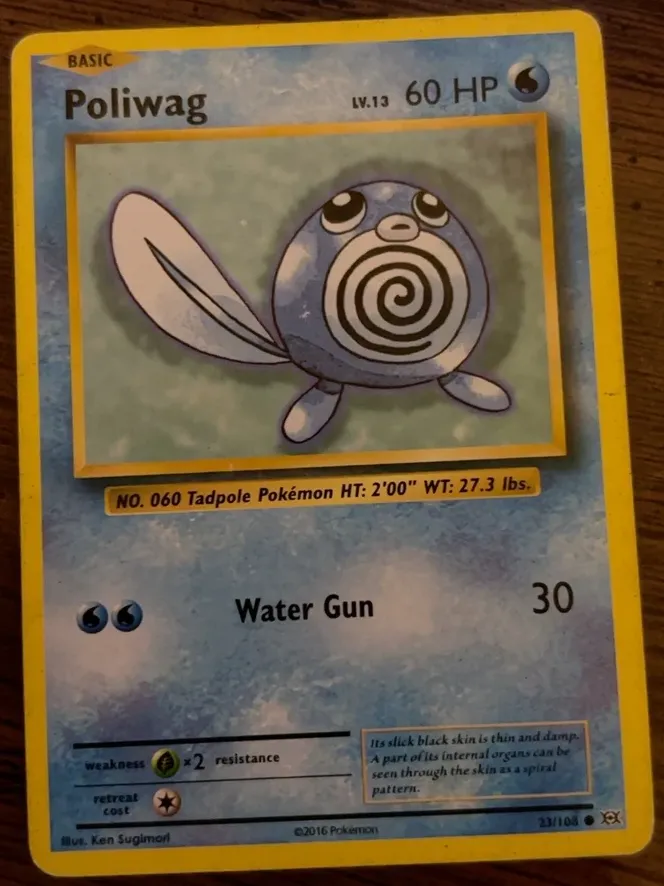 BASIC
Poliwag LV.13 60 HP
NO. 060 Tadpole Pokémon HT: 2'00" WT: 27.3 lbs.
Water Gun 30
weakness ×2 resistance
retreat
cost
Its slick black skin is thin and damp.
A part of its internal organs can be
seen through the skin as a spiral
pattern.
Illus. Ken Sugimori ©2016 Pokémon 23/108